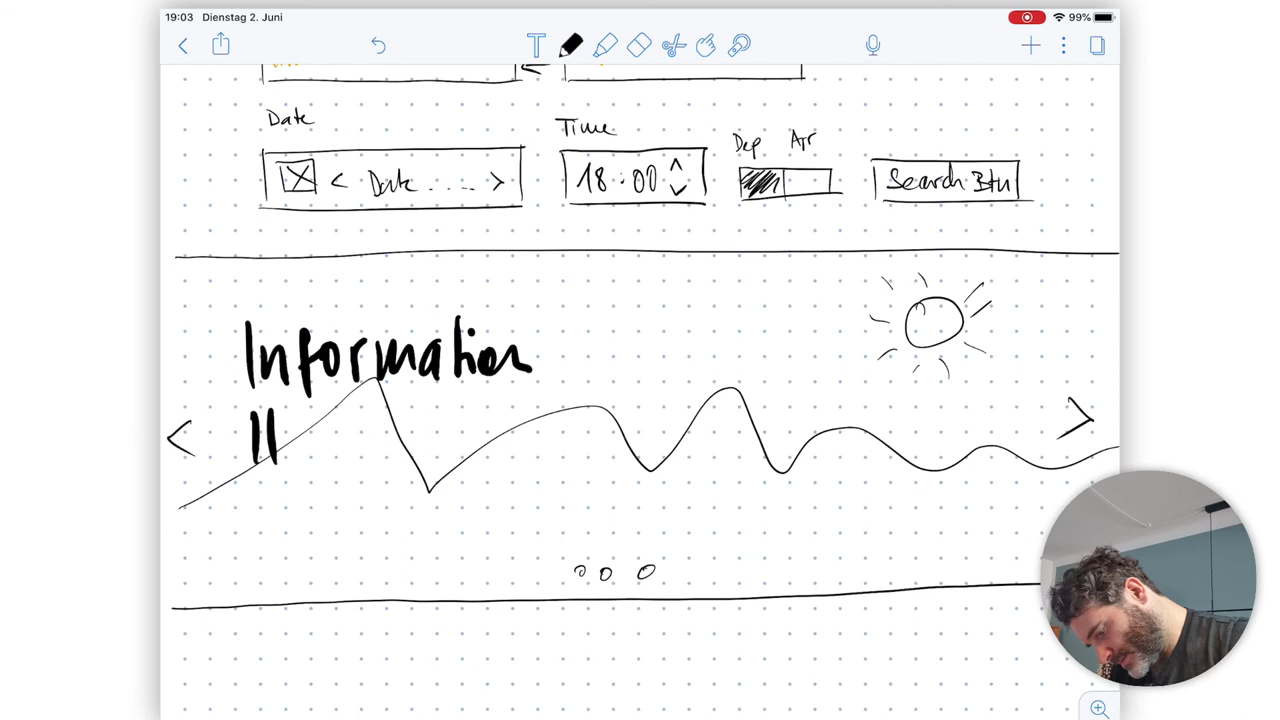 19:03 Dienstag 2. Juni 99%
Date
Time
Dep Arr
< Date .... >
18:00
Search Btn
Information